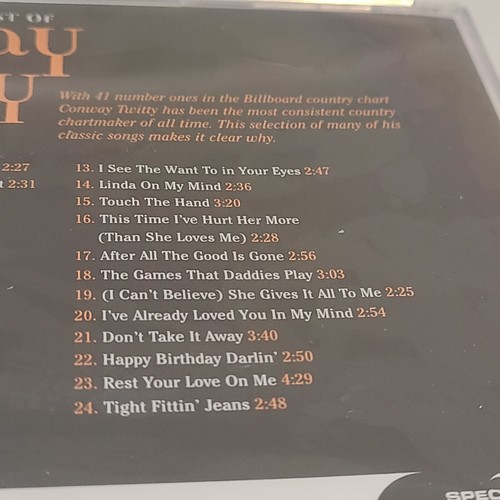 ST OF
ay
y
With 41 number ones in the Billboard country chart
Conway Twitty has been the most consistent country
chartmaker of all time. This selection of many of his
classic songs makes it clear why.
2:27
t 2:31
13. I See The Want To in Your Eyes 2:47
14. Linda On My Mind 2:36
15. Touch The Hand 3:20
16. This Time I've Hurt Her More
(Than She Loves Me) 2:28
17. After All The Good Is Gone 2:56
18. The Games That Daddies Play 3:03
19. (I Can't Believe) She Gives It All To Me 2:25
20. I've Already Loved You In My Mind 2:54
21. Don't Take It Away 3:40
22. Happy Birthday Darlin' 2:50
23. Rest Your Love On Me 4:29
24. Tight Fittin' Jeans 2:48
SPEC